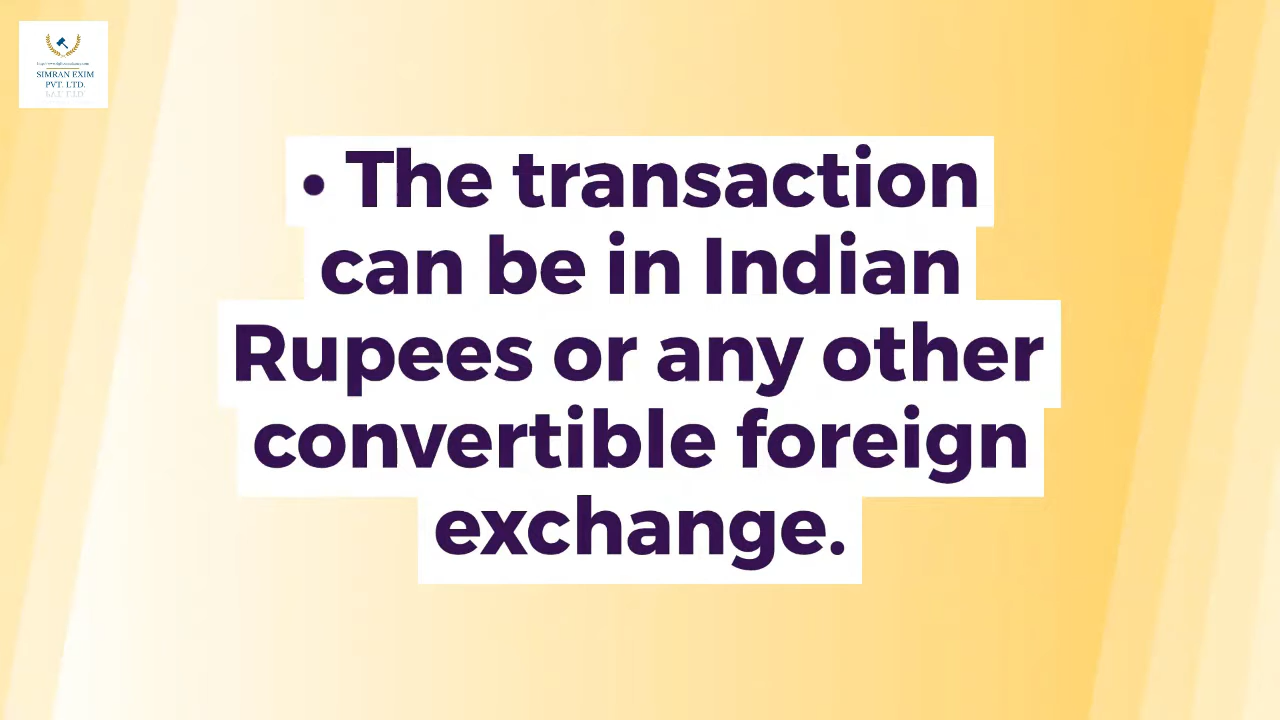 SIMRAN EXIM
PVT. LTD.
• The transaction
can be in Indian
Rupees or any other
convertible foreign
exchange.